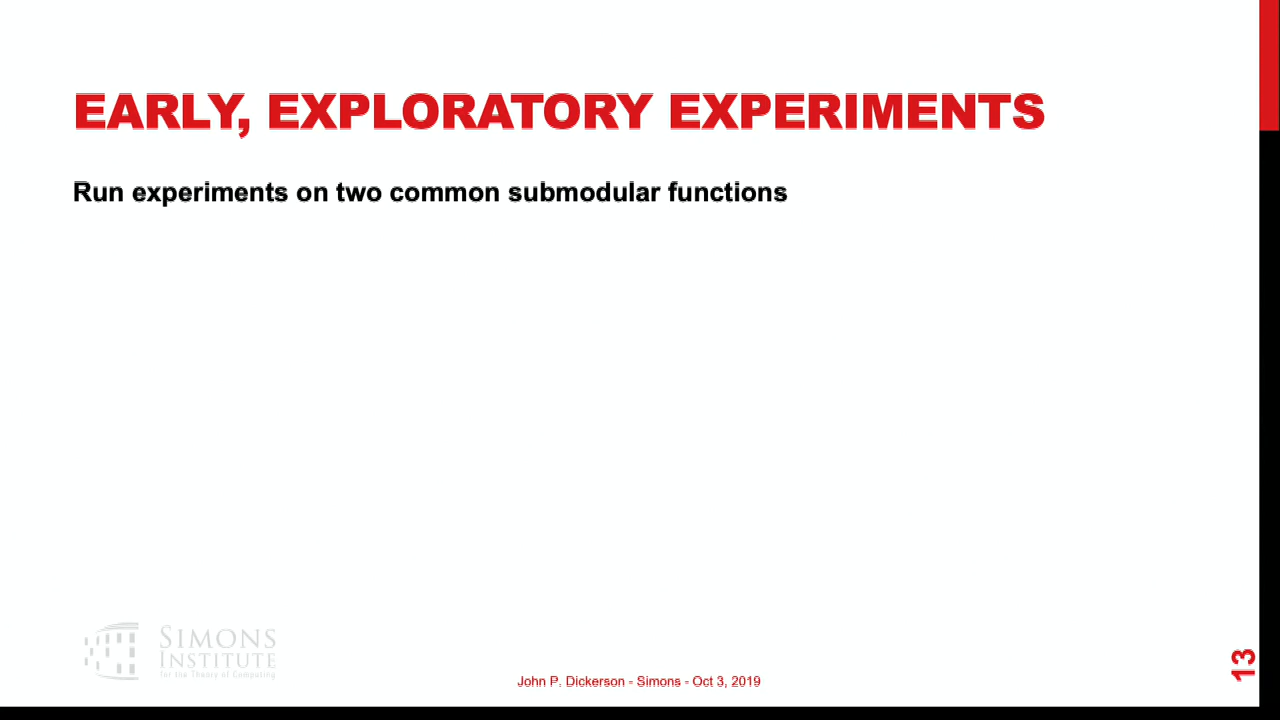 EARLY, EXPLORATORY EXPERIMENTS
Run experiments on two common submodular functions
SIMONS
INSTITUTE
for the Theory of Computing
John P. Dickerson - Simons - Oct 3, 2019
13